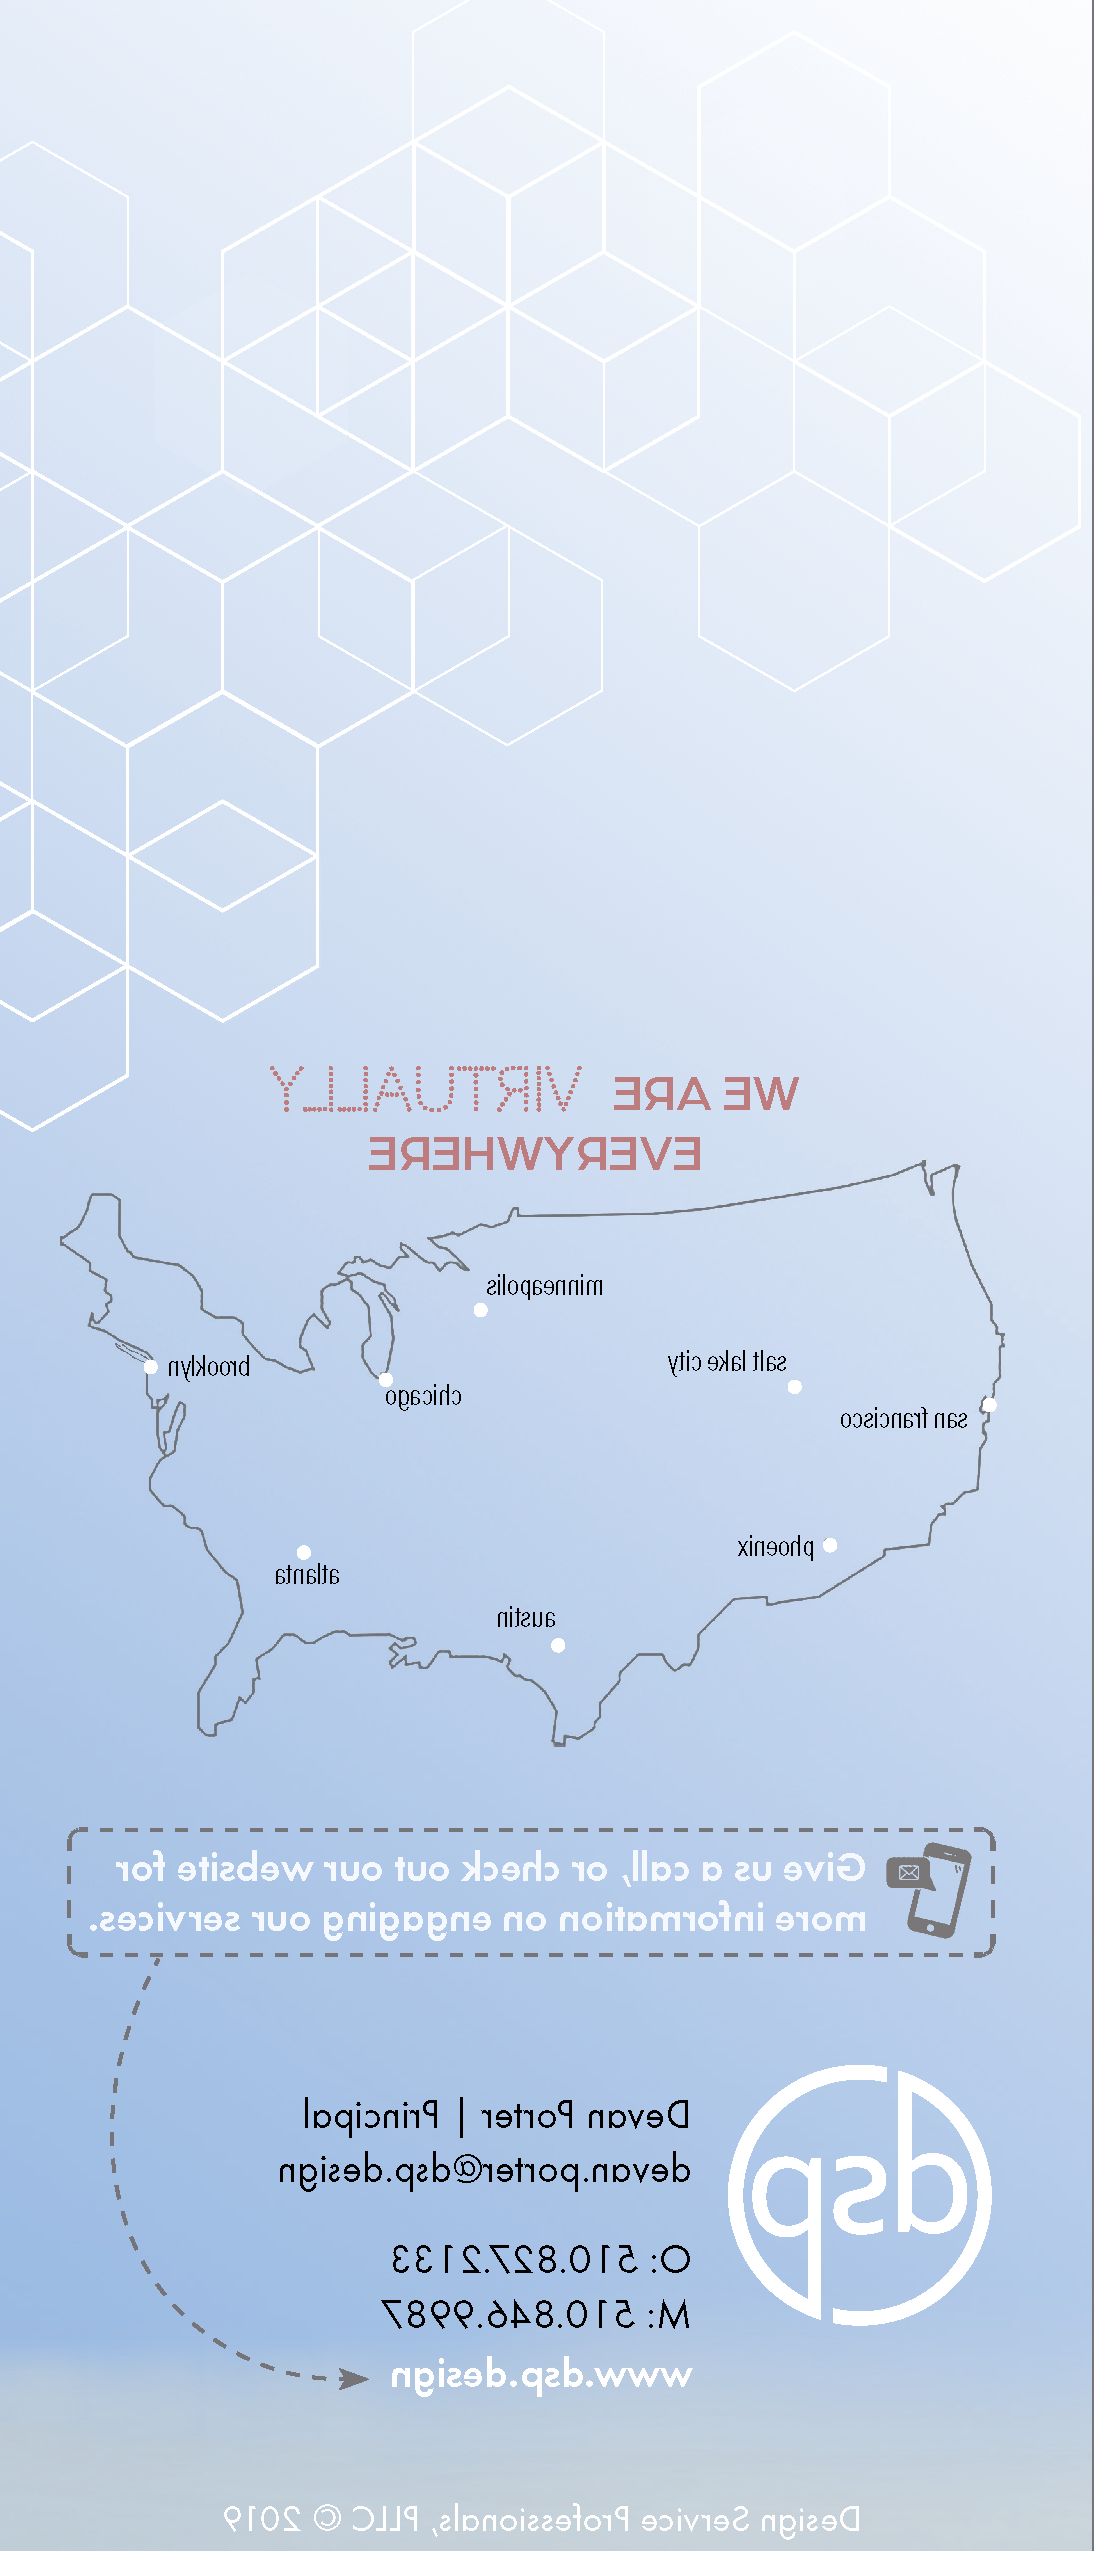 WE ARE VIRTUALLY
EVERYWHERE
minneapolis
salt lake city
brooklyn
chicago
san francisco
phoenix
atlanta
austin
Give us a call, or check out our website for
more information on engaging our services.
dsp
Devan Porter | Principal
devan.porter@dsp.design
O: 510.827.2133
M: 510.846.9987
www.dsp.design
Design Service Professionals, PLLC © 2019